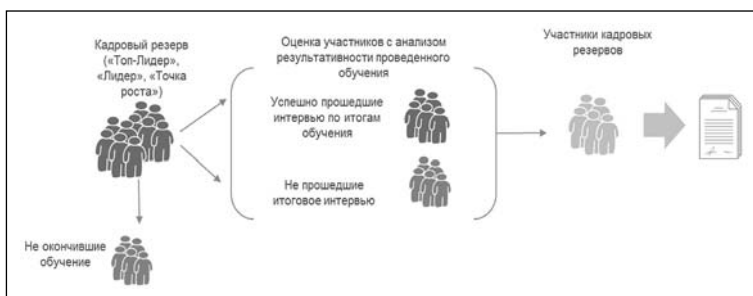 Кадровый резерв
(«Топ-Лидер»,
«Лидер», «Точка
роста»)
Оценка участников с анализом
результативности проведенного
обучения
Успешно прошедшие
интервью по итогам
обучения
Не прошедшие
итоговое интервью
Участники кадровых
резервов
Не окончившие
обучение